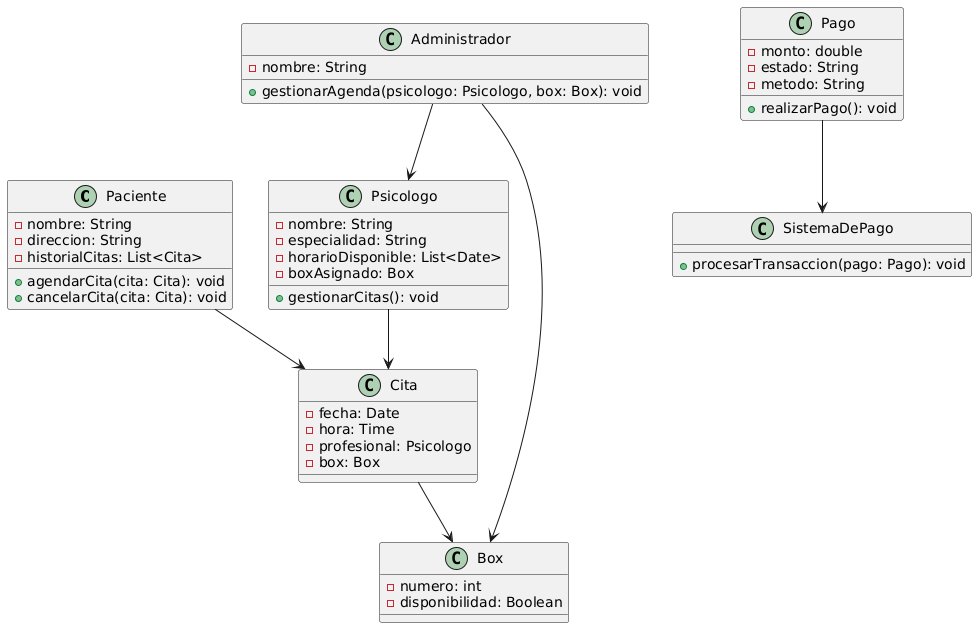 C Administrador
nombre: String
gestionarAgenda(psicologo: Psicologo, box: Box): void
C Pago
monto: double
estado: String
metodo: String
realizarPago(): void
C Paciente
nombre: String
direccion: String
historialCitas: List<Cita>
agendarCita(cita: Cita): void
cancelarCita(cita: Cita): void
C Psicologo
nombre: String
especialidad: String
horarioDisponible: List<Date>
boxAsignado: Box
gestionarCitas(): void
C SistemaDePago
procesarTransaccion(pago: Pago): void
C Cita
fecha: Date
hora: Time
profesional: Psicologo
box: Box
C Box
numero: int
disponibilidad: Boolean